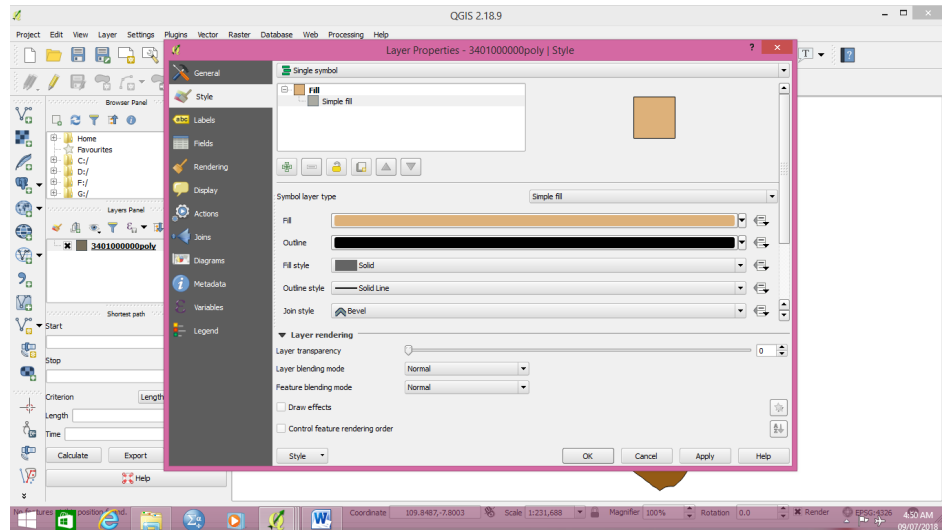 QGIS 2.18.9
Project Edit View Layer Settings Plugins Vector Raster Database Web Processing Help
Layer Properties - 3401000000poly | Style
General
Style
Labels
Fields
Rendering
Display
Actions
Joins
Diagrams
Metadata
Variables
Legend
Single symbol
Fill
Simple fill
Symbol layer type Simple fill
Fill
Outline
Fill style Solid
Outline style Solid Line
Join style Bevel
Layer rendering
Layer transparency 0
Layer blending mode Normal
Feature blending mode Normal
Draw effects
Control feature rendering order
Style OK Cancel Apply Help
Browser Panel
Home
Favourites
C:/
D:/
F:/
G:/
Layers Panel
3401000000poly
Shortest path
Start
Stop
Criterion Length
Length
Time
Calculate Export
Help
Coordinate 109.8487,-7.8003 Scale 1:231,688 Magnifier 100% Rotation 0.0 Render EPSG:4326
4:50 AM
09/07/2018